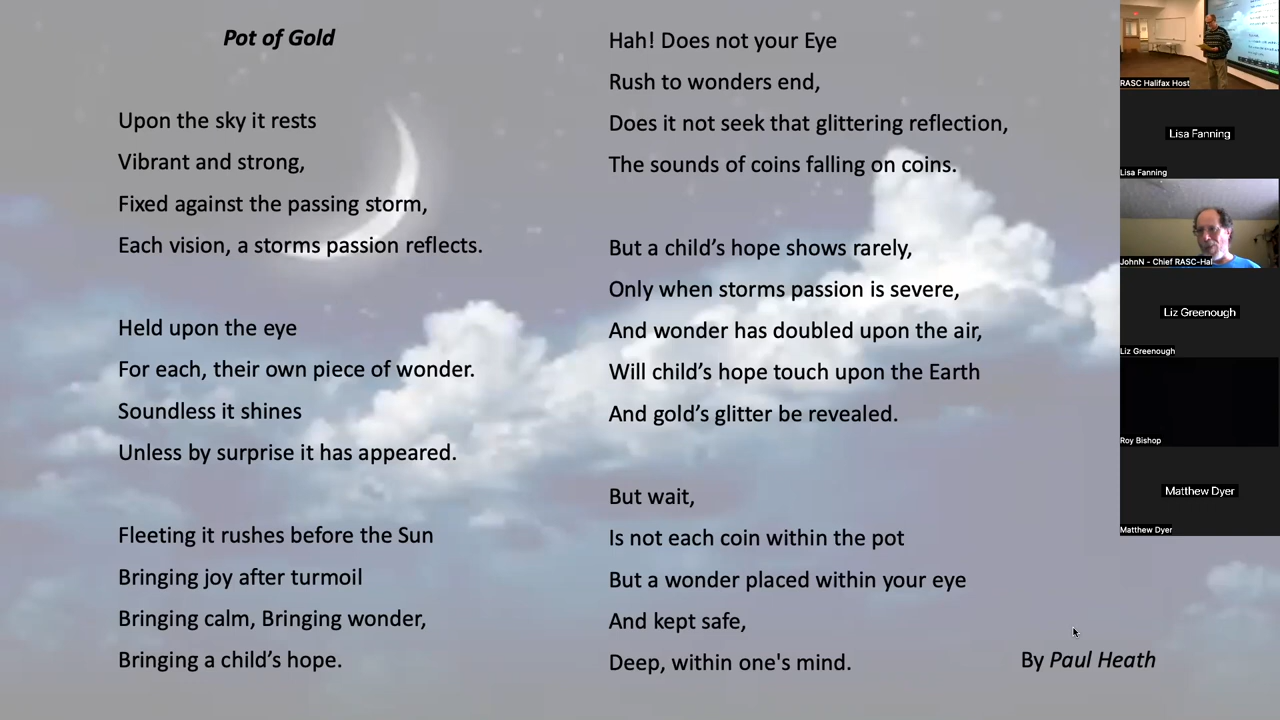 Pot of Gold
Upon the sky it rests
Vibrant and strong,
Fixed against the passing storm,
Each vision, a storms passion reflects.
Held upon the eye
For each, their own piece of wonder.
Soundless it shines
Unless by surprise it has appeared.
Fleeting it rushes before the Sun
Bringing joy after turmoil
Bringing calm, Bringing wonder,
Bringing a child’s hope.
Hah! Does not your Eye
Rush to wonders end,
Does it not seek that glittering reflection,
The sounds of coins falling on coins.
But a child’s hope shows rarely,
Only when storms passion is severe,
And wonder has doubled upon the air,
Will child’s hope touch upon the Earth
And gold’s glitter be revealed.
But wait,
Is not each coin within the pot
But a wonder placed within your eye
And kept safe,
Deep, within one's mind.
By Paul Heath
RASC Halifax Host
Lisa Fanning
Lisa Fanning
JohnN - Chief RASC-Hal
Liz Greenough
Liz Greenough
Roy Bishop
Matthew Dyer
Matthew Dyer